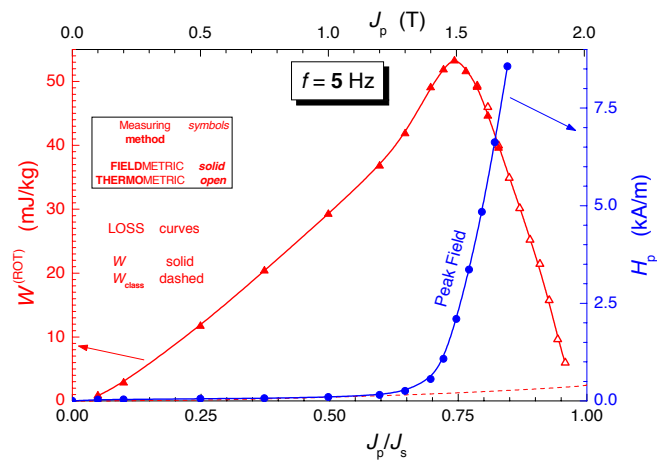 J_p (T)
0.0 0.5 1.0 1.5 2.0
f = 5 Hz
Measuring symbols
method
FIELDMETRIC solid
THERMOMETRIC open
LOSS curves
W solid
W_class dashed
Peak Field
W^(ROT) (mJ/kg)
50
40
30
20
10
0
H_p (kA/m)
7.5
5.0
2.5
0.0
0.00 0.25 0.50 0.75 1.00
J_p/J_s